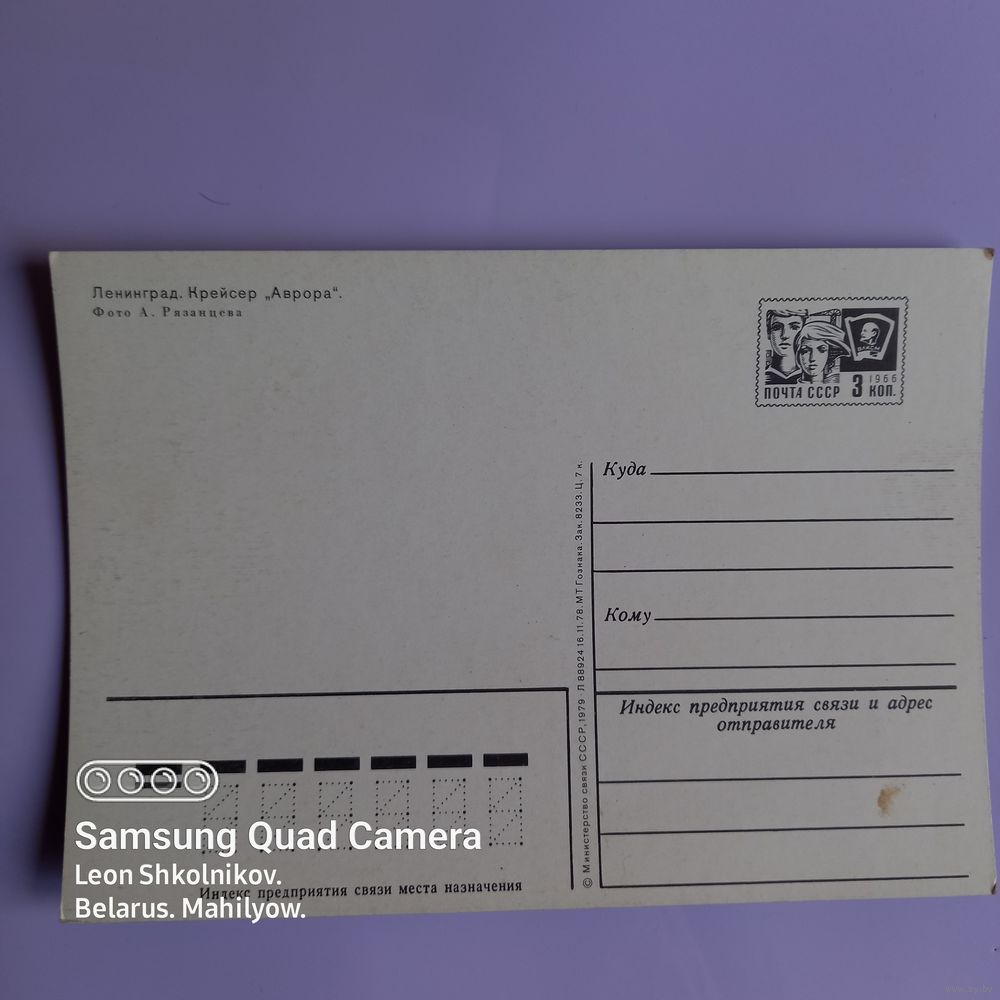 Ленинград. Крейсер „Аврора“.
Фото А. Рязанцева
ВЛКСМ
1966
ПОЧТА СССР 3 КОП.
Куда
Кому
Индекс предприятия связи и адрес
отправителя
© Министерство связи СССР, 1979 · Л 88924 16.11.78. МТ Гознака. Зак. 8233. Ц. 7 к.
Индекс предприятия связи места назначения
Samsung Quad Camera
Leon Shkolnikov.
Belarus. Mahilyow.